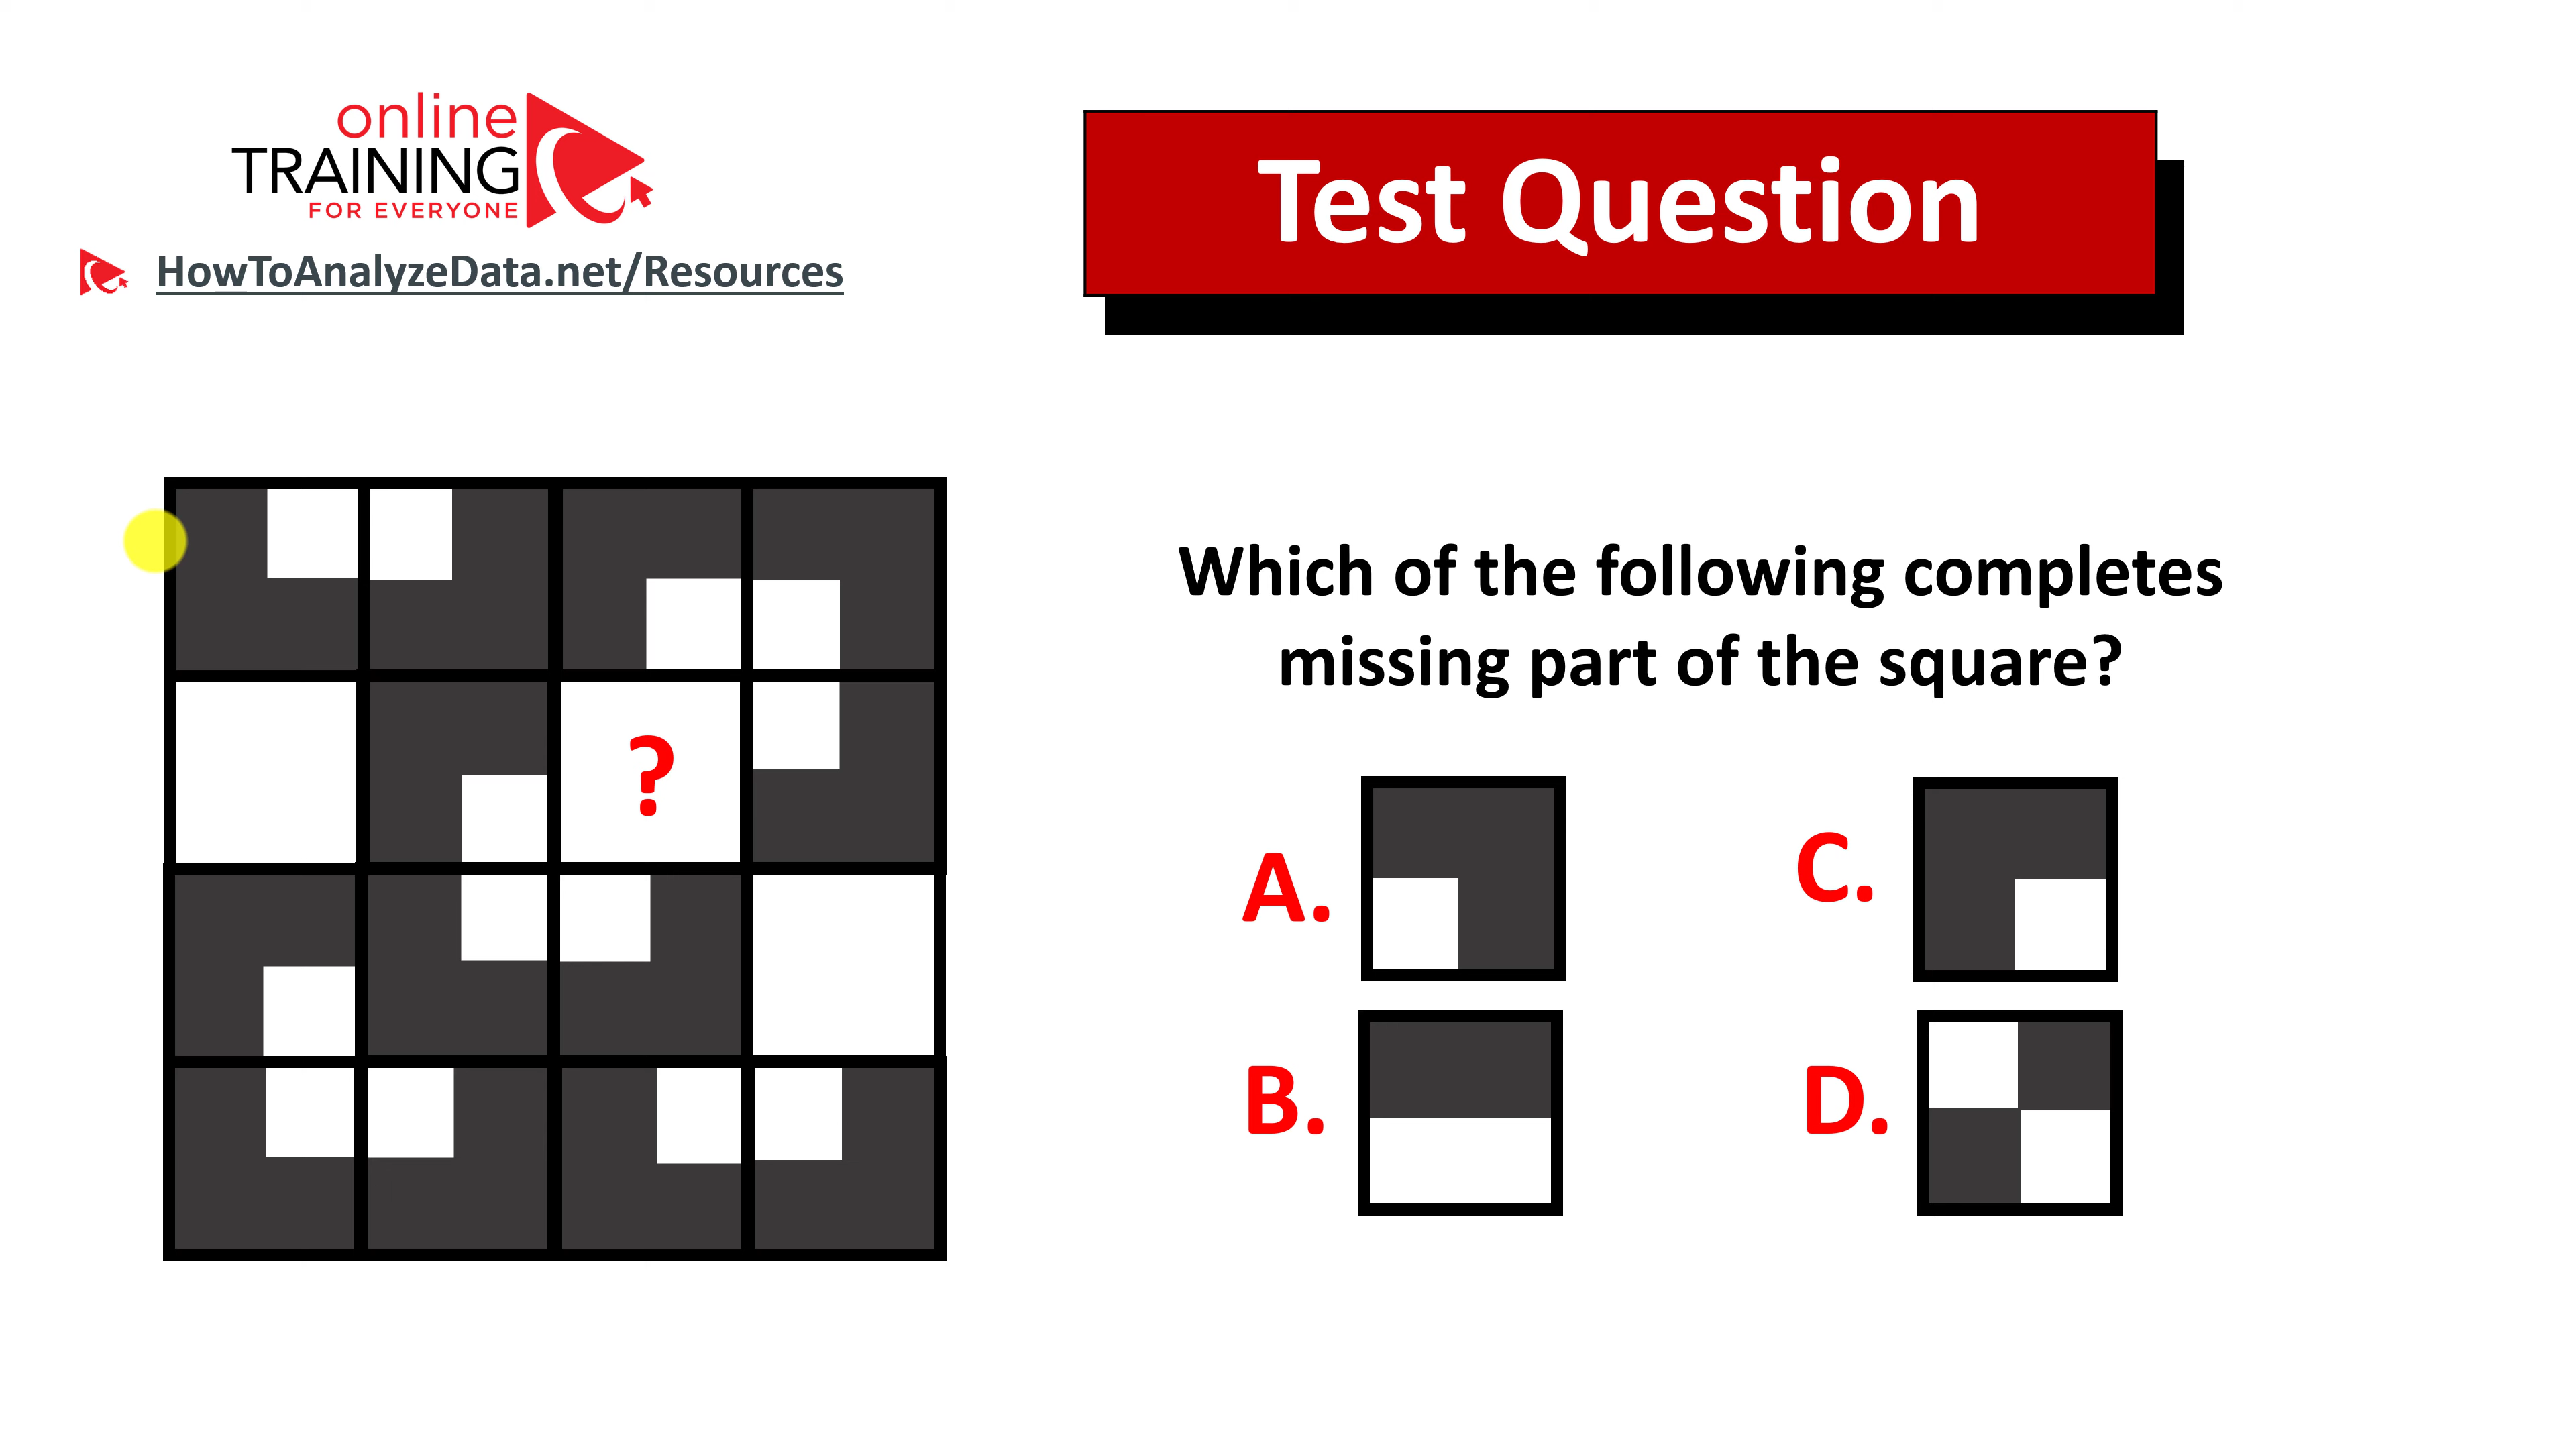 online
TRAINING
FOR EVERYONE
HowToAnalyzeData.net/Resources
Test Question
Which of the following completes
missing part of the square?
?
A.
C.
B.
D.